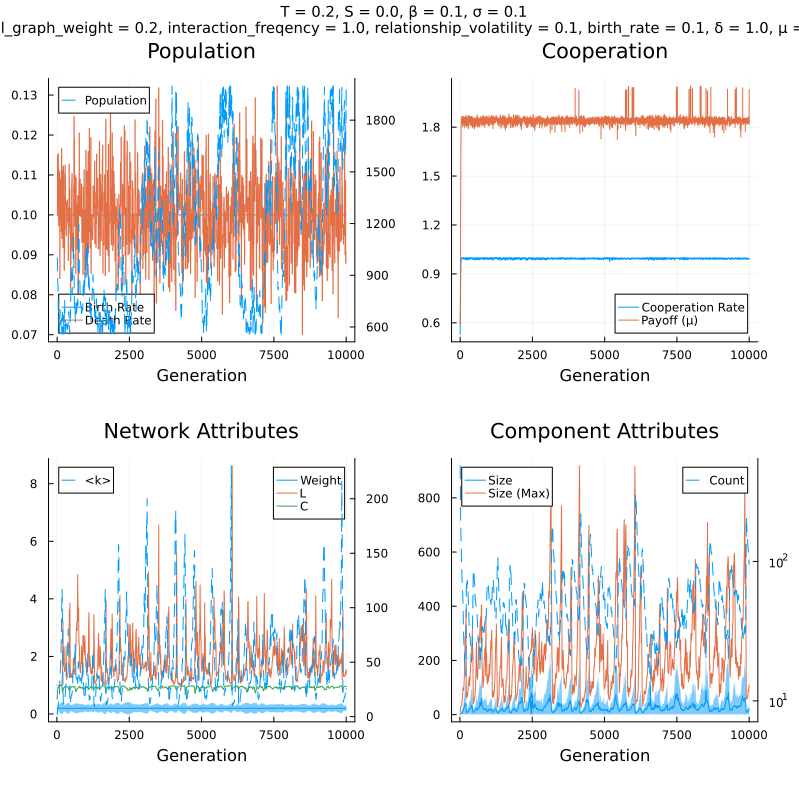 T = 0.2, S = 0.0, β = 0.1, σ = 0.1
l_graph_weight = 0.2, interaction_freqency = 1.0, relationship_volatility = 0.1, birth_rate = 0.1, δ = 1.0, μ =
Population
Cooperation
0.13
0.12
0.11
0.10
0.09
0.08
0.07
Population
Birth Rate
Death Rate
1800
1500
1200
900
600
0
2500
5000
7500
10000
Generation
1.8
1.5
1.2
0.9
0.6
Cooperation Rate
Payoff (μ)
0
2500
5000
7500
10000
Generation
Network Attributes
Component Attributes
8
6
4
2
0
<k>
Weight
L
C
200
150
100
50
0
0
2500
5000
7500
10000
Generation
800
600
400
200
0
Size
Size (Max)
Count
10²
10¹
0
2500
5000
7500
10000
Generation